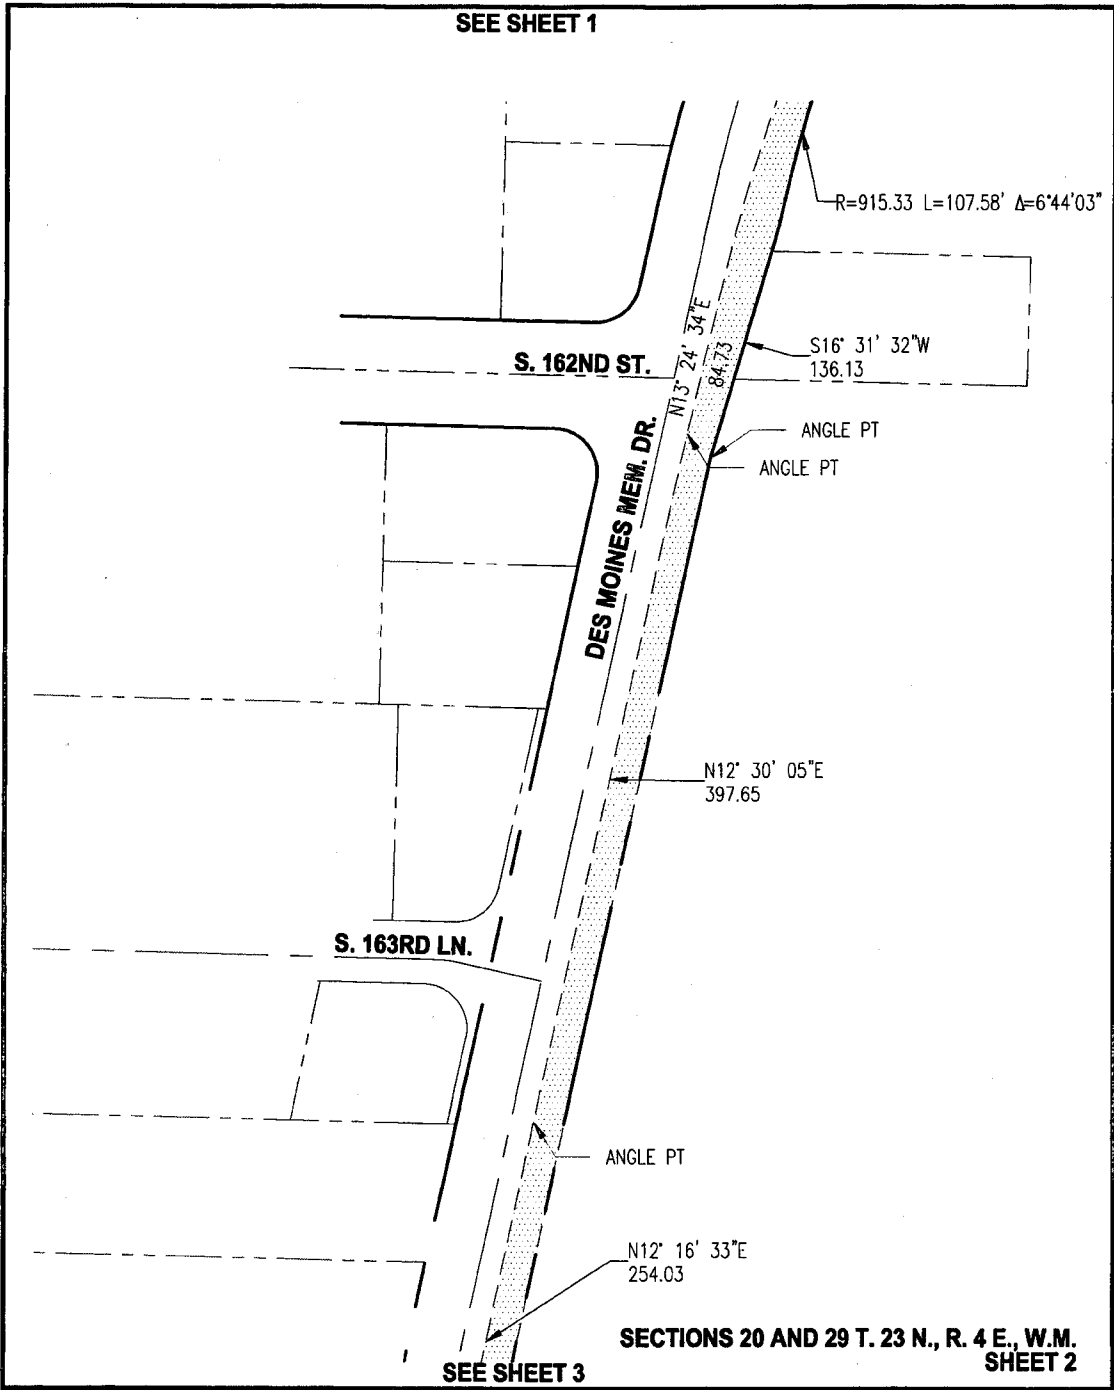 SEE SHEET 1
R=915.33 L=107.58' Δ=6°44'03"
N13° 24' 34"E
84.73
S16° 31' 32"W
136.13
S. 162ND ST.
ANGLE PT
ANGLE PT
DES MOINES MEM. DR.
N12° 30' 05"E
397.65
S. 163RD LN.
ANGLE PT
N12° 16' 33"E
254.03
SECTIONS 20 AND 29 T. 23 N., R. 4 E., W.M.
SHEET 2
SEE SHEET 3